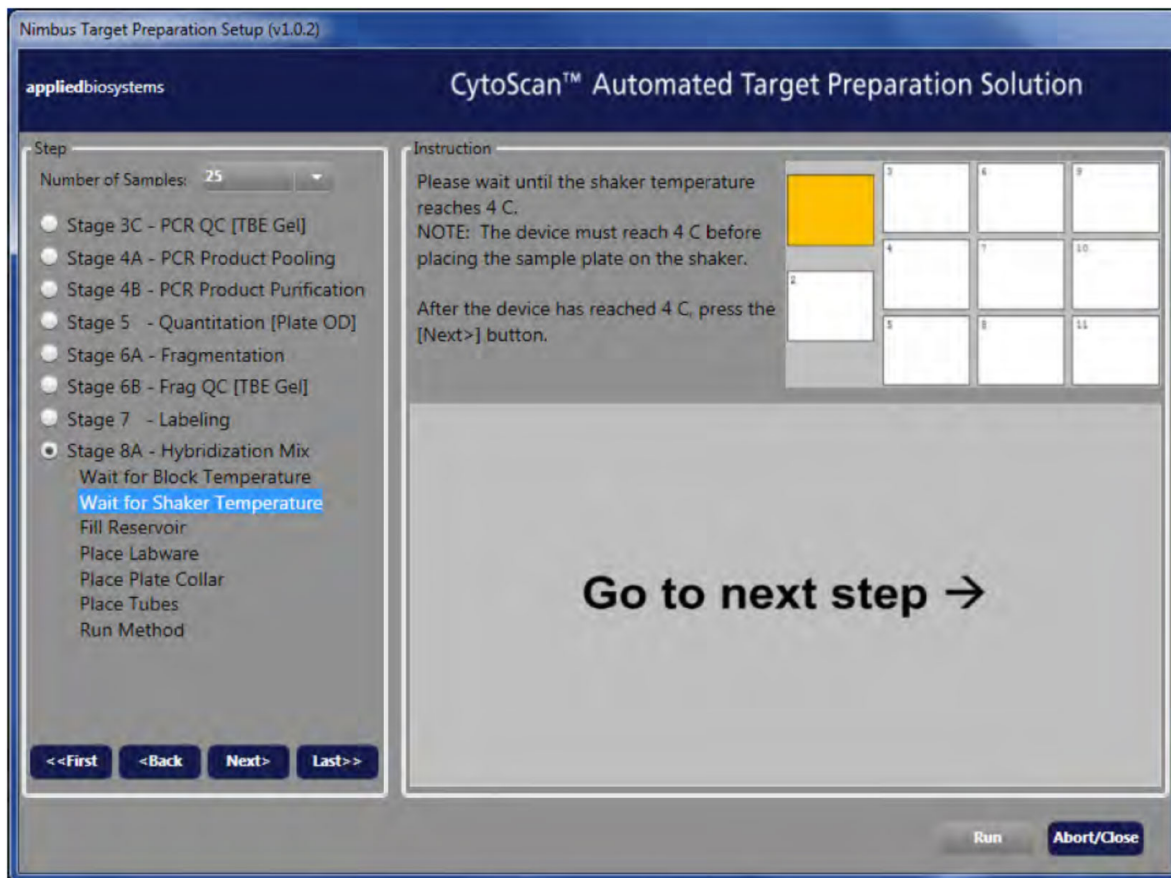 Nimbus Target Preparation Setup (v1.0.2)
appliedbiosystems
CytoScan™ Automated Target Preparation Solution
Step
Number of Samples: 25
Stage 3C - PCR QC [TBE Gel]
Stage 4A - PCR Product Pooling
Stage 4B - PCR Product Purification
Stage 5 - Quantitation [Plate OD]
Stage 6A - Fragmentation
Stage 6B - Frag QC [TBE Gel]
Stage 7 - Labeling
Stage 8A - Hybridization Mix
Wait for Block Temperature
Wait for Shaker Temperature
Fill Reservoir
Place Labware
Place Plate Collar
Place Tubes
Run Method
<<First <Back Next> Last>>
Instruction
Please wait until the shaker temperature
reaches 4 C.
NOTE: The device must reach 4 C before
placing the sample plate on the shaker.
After the device has reached 4 C, press the
[Next>] button.
3 6 9
2 4 7 10
5 8 11
Go to next step →
Run Abort/Close